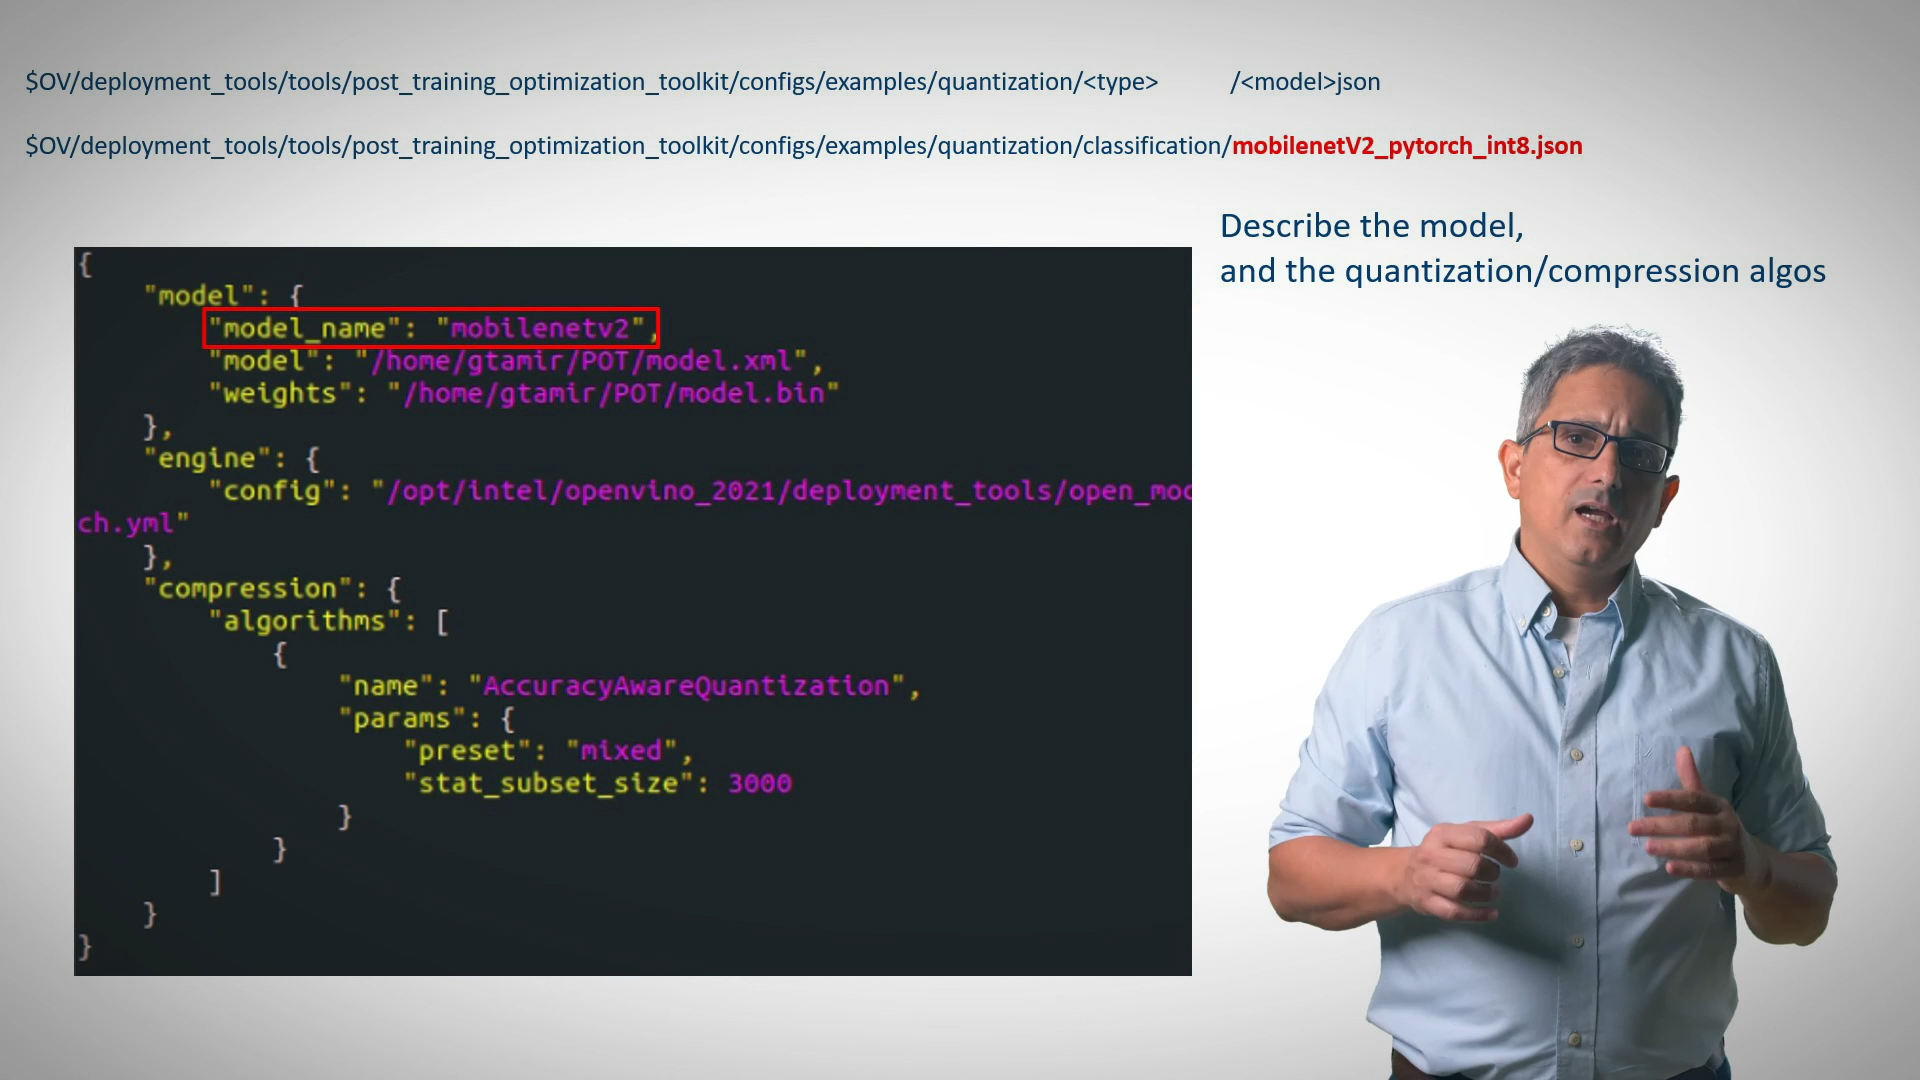 $OV/deployment_tools/tools/post_training_optimization_toolkit/configs/examples/quantization/<type> /<model>json
$OV/deployment_tools/tools/post_training_optimization_toolkit/configs/examples/quantization/classification/mobilenetV2_pytorch_int8.json
Describe the model,
and the quantization/compression algos
{
"model": {
"model_name": "mobilenetv2",
"model": "/home/gtamir/POT/model.xml",
"weights": "/home/gtamir/POT/model.bin"
},
"engine": {
"config": "/opt/intel/openvino_2021/deployment_tools/open_moc
ch.yml"
},
"compression": {
"algorithms": [
{
"name": "AccuracyAwareQuantization",
"params": {
"preset": "mixed",
"stat_subset_size": 3000
}
}
]
}
}